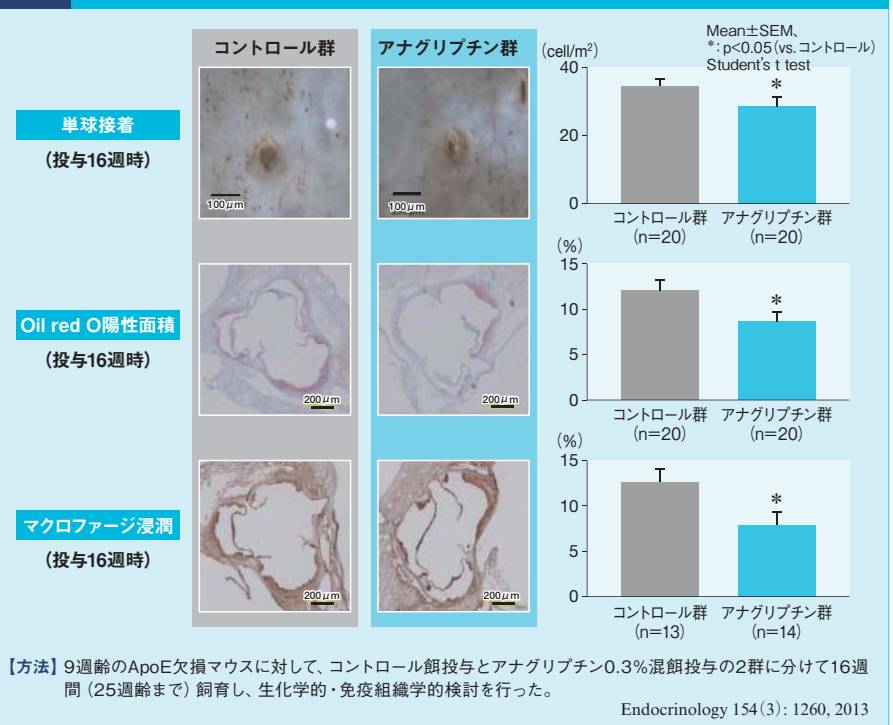 コントロール群
アナグリプチン群
Mean±SEM、
*：p<0.05（vs. コントロール）
Student's t test
単球接着
（投与16週時）
100μm
100μm
(cell/m²)
40
20
0
コントロール群
(n=20)
アナグリプチン群
(n=20)
*
Oil red O陽性面積
（投与16週時）
200μm
200μm
(%)
15
10
5
0
コントロール群
(n=20)
アナグリプチン群
(n=20)
*
マクロファージ浸潤
（投与16週時）
200μm
200μm
(%)
15
10
5
0
コントロール群
(n=13)
アナグリプチン群
(n=14)
*
【方法】9週齢のApoE欠損マウスに対して、コントロール餌投与とアナグリプチン0.3%混餌投与の2群に分けて16週
間（25週齢まで）飼育し、生化学的・免疫組織学的検討を行った。
Endocrinology 154（3）: 1260, 2013